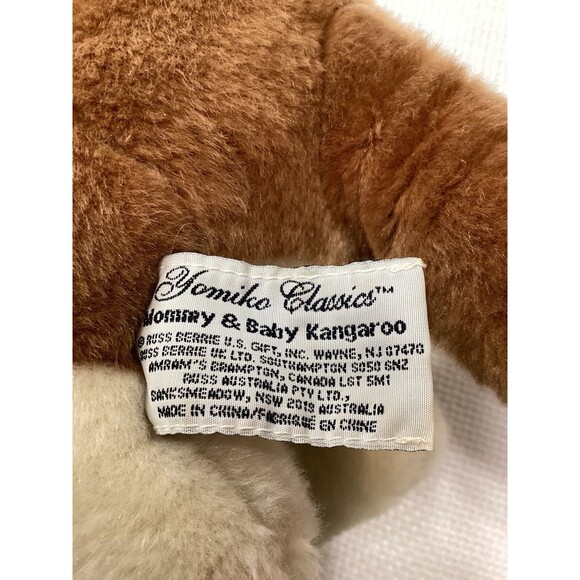 Yomiko Classics™
Mommy & Baby Kangaroo
© RUSS BERRIE U.S. GIFT, INC. WAYNE, NJ 07470
RUSS BERRIE UK LTD. SOUTHAMPTON SO50 6NZ
AMRAM'S BRAMPTON, CANADA L6T 5M1
RUSS AUSTRALIA PTY LTD.,
BANKSMEADOW, NSW 2019 AUSTRALIA
MADE IN CHINA/FABRIQUÉ EN CHINE